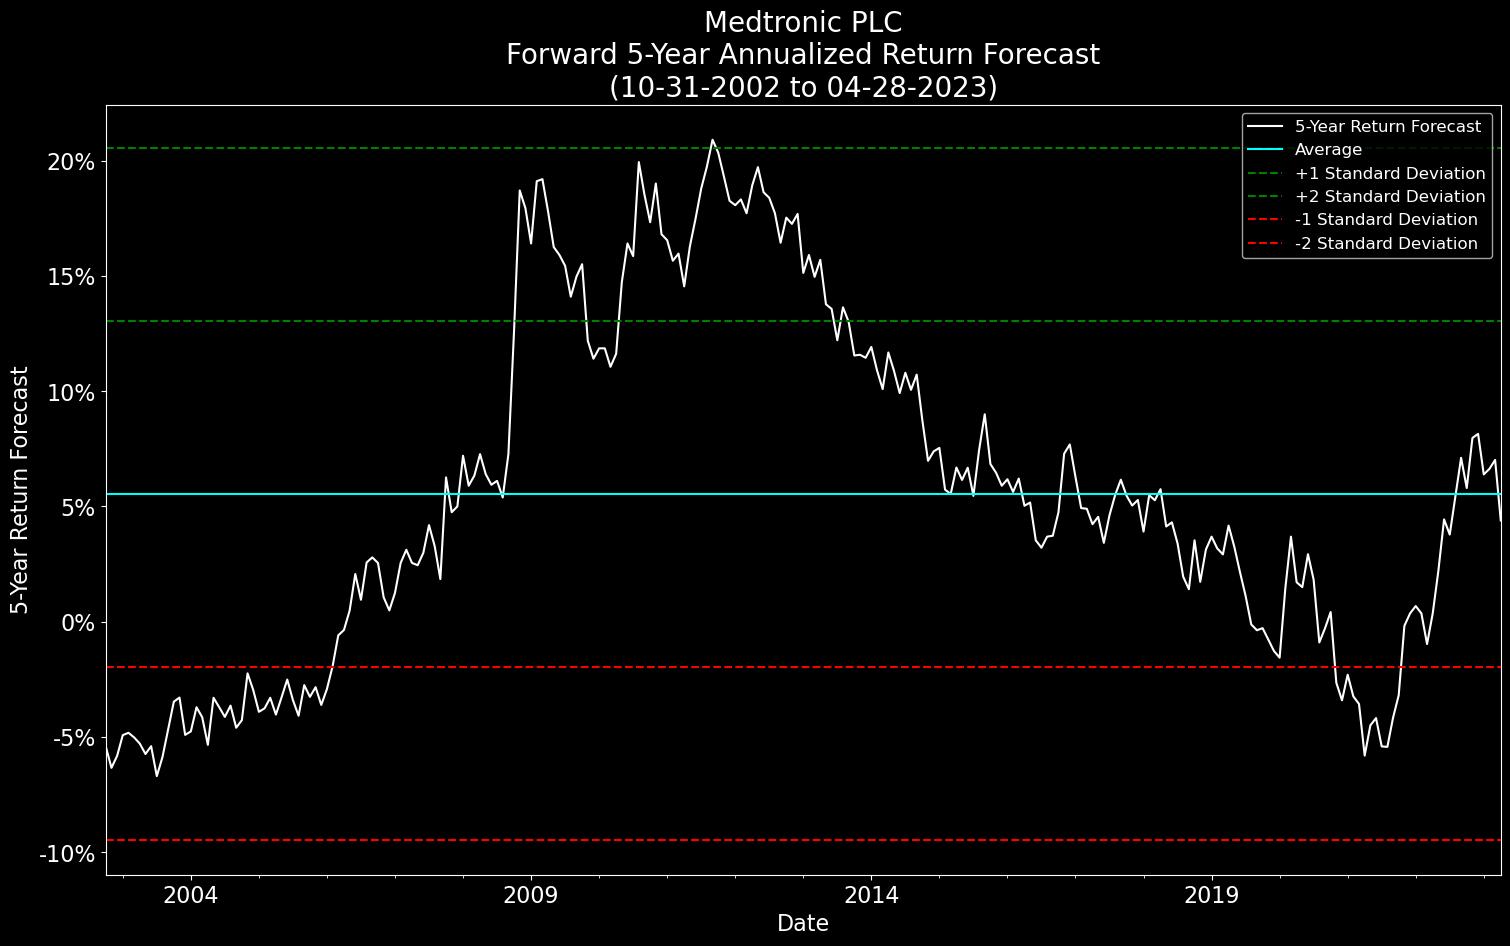 Medtronic PLC
Forward 5-Year Annualized Return Forecast
(10-31-2002 to 04-28-2023)
5-Year Return Forecast
Average
+1 Standard Deviation
+2 Standard Deviation
-1 Standard Deviation
-2 Standard Deviation
20%
15%
10%
5%
0%
-5%
-10%
5-Year Return Forecast
2004 2009 2014 2019
Date